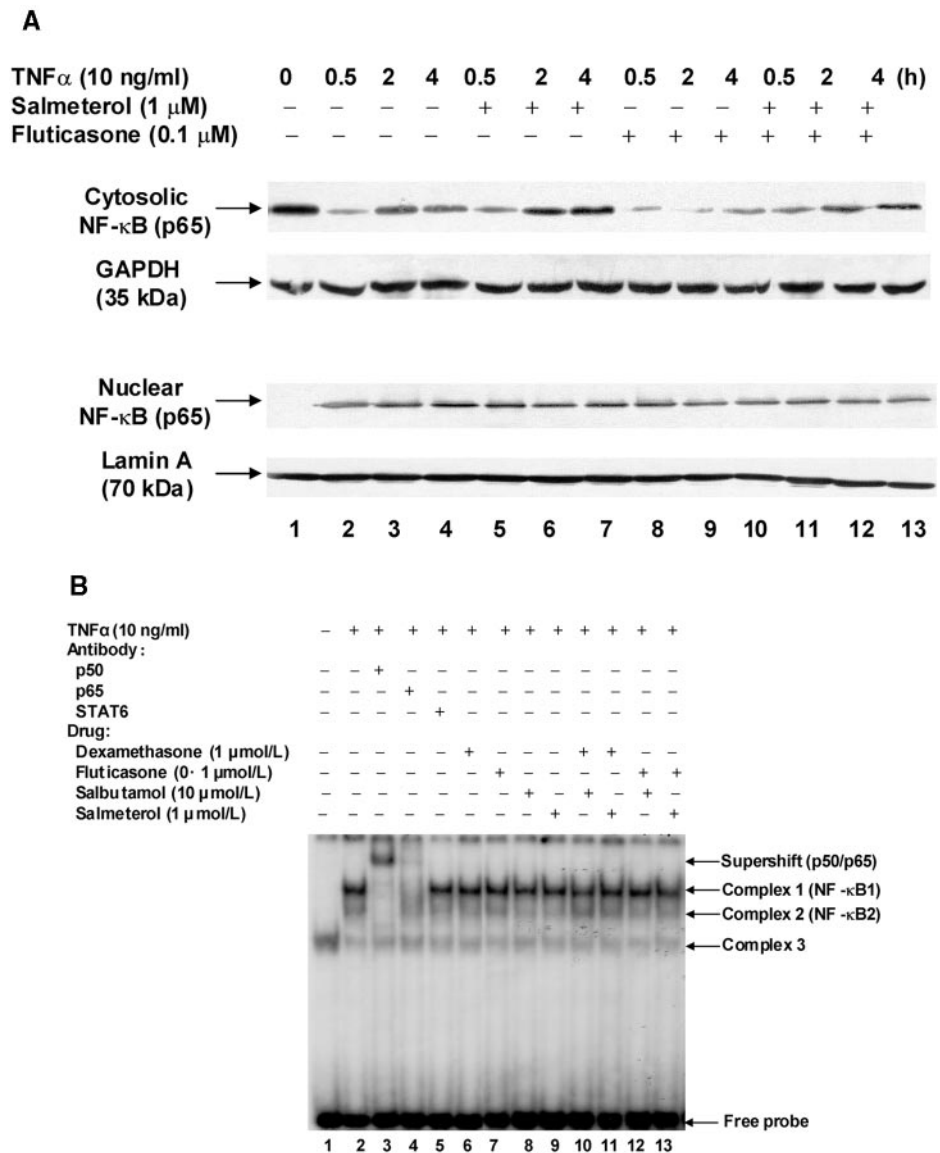 A
TNFα (10 ng/ml) 0 0.5 2 4 0.5 2 4 0.5 2 4 0.5 2 4 (h)
Salmeterol (1 μM) – – – – + + + – – – + + +
Fluticasone (0.1 μM) – – – – – – – + + + + + +
Cytosolic
NF-κB (p65)
GAPDH
(35 kDa)
Nuclear
NF-κB (p65)
Lamin A
(70 kDa)
1 2 3 4 5 6 7 8 9 10 11 12 13
B
TNFα (10 ng/ml) – + + + + + + + + + + + +
Antibody :
p50 – – + – – – – – – – – – –
p65 – – – + – – – – – – – – –
STAT6 – – – – + – – – – – – – –
Drug:
Dexamethasone (1 μmol/L) – – – – – + – – – + + – –
Fluticasone (0· 1 μmol/L) – – – – – – + – – – – + +
Salbutamol (10 μmol/L) – – – – – – – + – + – + –
Salmeterol (1 μmol/L) – – – – – – – – + – + – +
Supershift (p50/p65)
Complex 1 (NF -κB1)
Complex 2 (NF -κB2)
Complex 3
Free probe
1 2 3 4 5 6 7 8 9 10 11 12 13